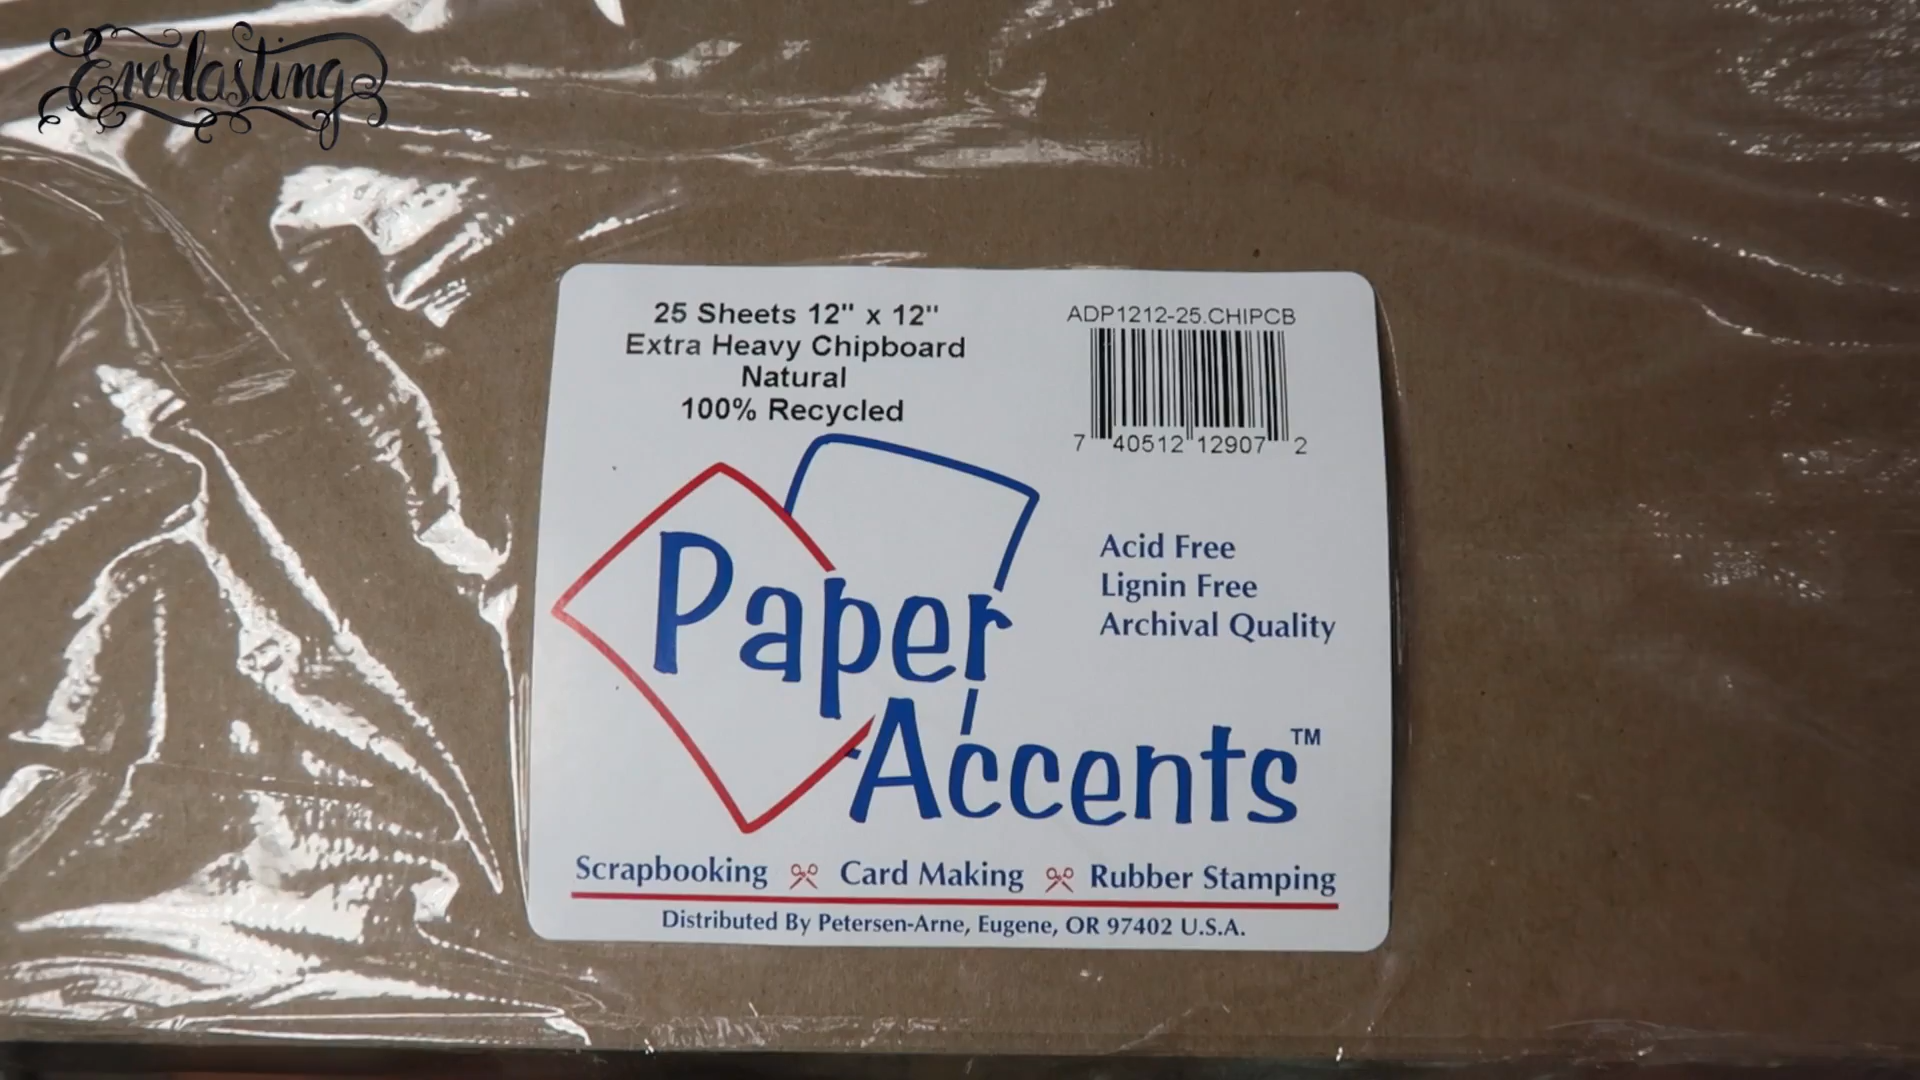 Everlasting
25 Sheets 12" x 12"
Extra Heavy Chipboard
Natural
100% Recycled
ADP1212-25.CHIPCB
7 40512 12907 2
Acid Free
Lignin Free
Archival Quality
Paper
Accents™
Scrapbooking Card Making Rubber Stamping
Distributed By Petersen-Arne, Eugene, OR 97402 U.S.A.